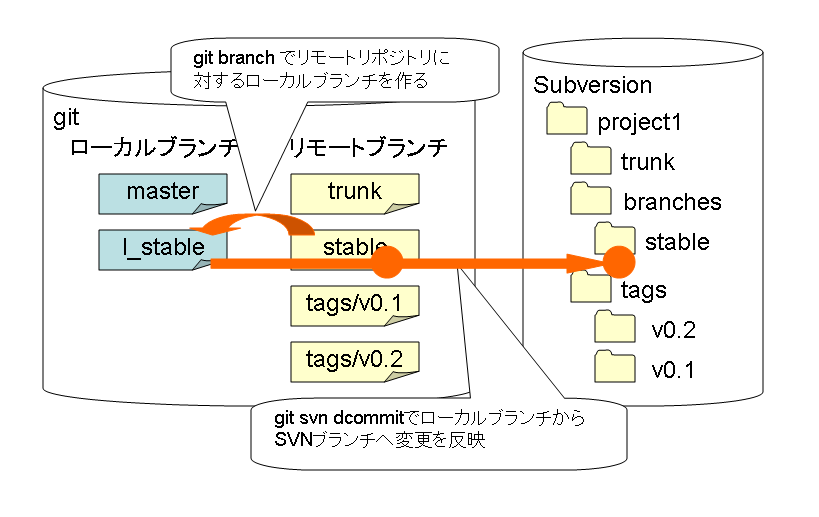 git branch でリモートリポジトリに
対するローカルブランチを作る
git
ローカルブランチ
リモートブランチ
master
l_stable
trunk
stable
tags/v0.1
tags/v0.2
Subversion
project1
trunk
branches
stable
tags
v0.2
v0.1
git svn dcommitでローカルブランチから
SVNブランチへ変更を反映